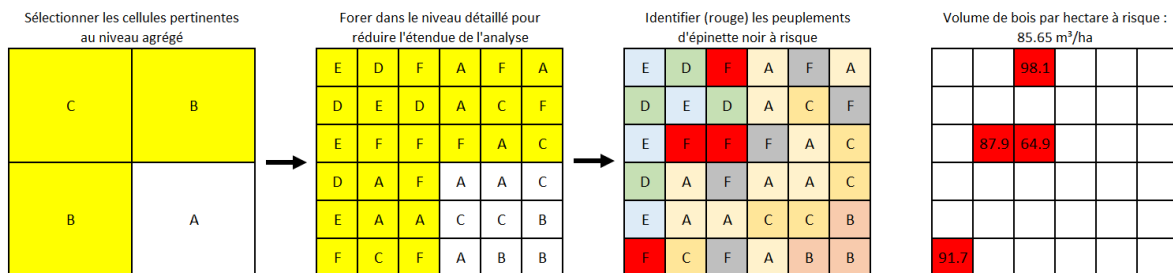 Sélectionner les cellules pertinentes
au niveau agrégé
C B
B A
Forer dans le niveau détaillé pour
réduire l'étendue de l'analyse
E D F A F A
D E D A C F
E F F F A C
D A F A A C
E A A C C B
F C F A B B
Identifier (rouge) les peuplements
d'épinette noir à risque
E D F A F A
D E D A C F
E F F F A C
D A F A A C
E A A C C B
F C F A B B
Volume de bois par hectare à risque :
85.65 m³/ha
98.1
87.9 64.9
91.7